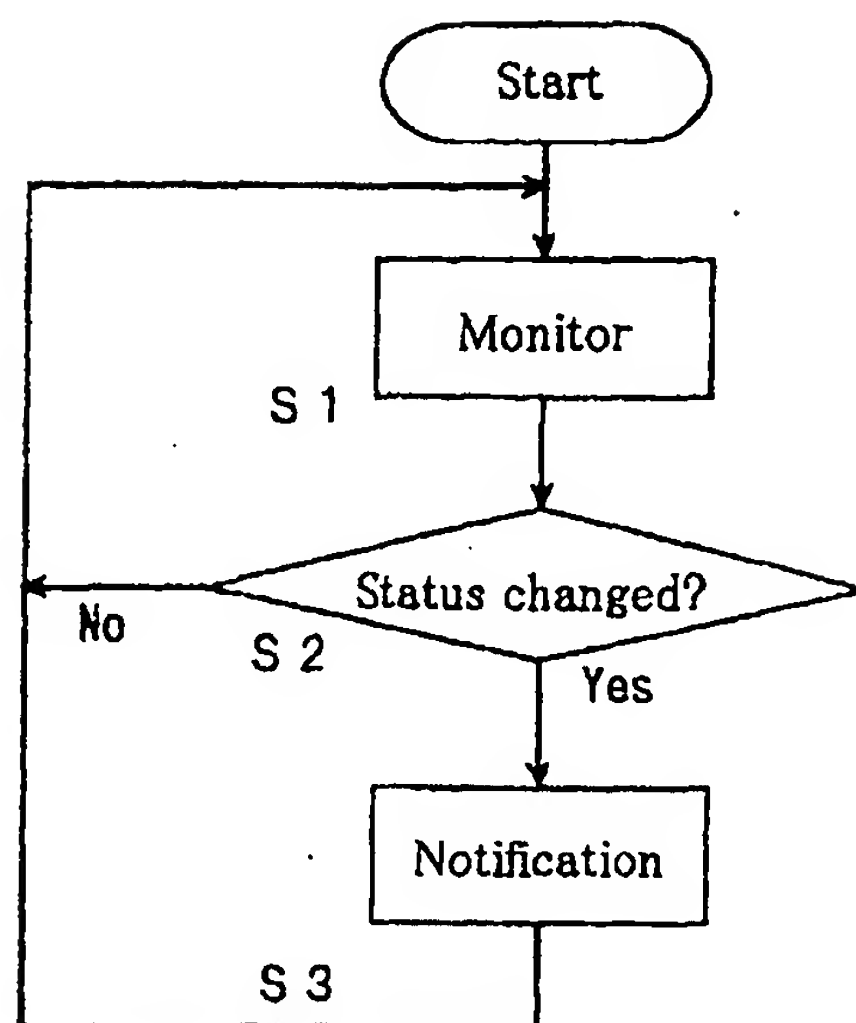 Start
Monitor
S 1
Status changed?
No
S 2
Yes
Notification
S 3